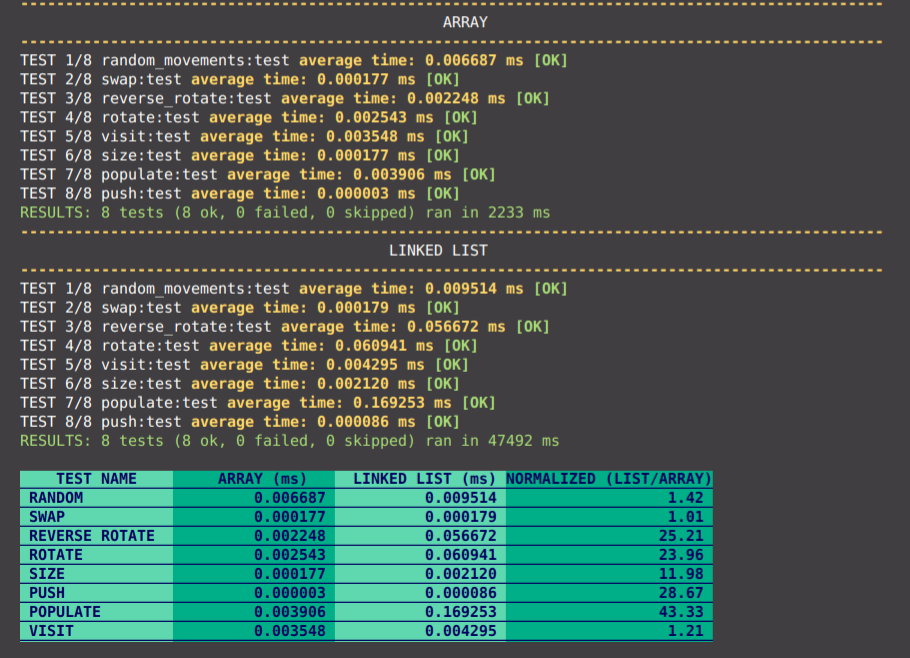 ARRAY
TEST 1/8 random_movements:test average time: 0.006687 ms [OK]
TEST 2/8 swap:test average time: 0.000177 ms [OK]
TEST 3/8 reverse_rotate:test average time: 0.002248 ms [OK]
TEST 4/8 rotate:test average time: 0.002543 ms [OK]
TEST 5/8 visit:test average time: 0.003548 ms [OK]
TEST 6/8 size:test average time: 0.000177 ms [OK]
TEST 7/8 populate:test average time: 0.003906 ms [OK]
TEST 8/8 push:test average time: 0.000003 ms [OK]
RESULTS: 8 tests (8 ok, 0 failed, 0 skipped) ran in 2233 ms
LINKED LIST
TEST 1/8 random_movements:test average time: 0.009514 ms [OK]
TEST 2/8 swap:test average time: 0.000179 ms [OK]
TEST 3/8 reverse_rotate:test average time: 0.056672 ms [OK]
TEST 4/8 rotate:test average time: 0.060941 ms [OK]
TEST 5/8 visit:test average time: 0.004295 ms [OK]
TEST 6/8 size:test average time: 0.002120 ms [OK]
TEST 7/8 populate:test average time: 0.169253 ms [OK]
TEST 8/8 push:test average time: 0.000086 ms [OK]
RESULTS: 8 tests (8 ok, 0 failed, 0 skipped) ran in 47492 ms
TEST NAME ARRAY (ms) LINKED LIST (ms) NORMALIZED (LIST/ARRAY)
RANDOM 0.006687 0.009514 1.42
SWAP 0.000177 0.000179 1.01
REVERSE ROTATE 0.002248 0.056672 25.21
ROTATE 0.002543 0.060941 23.96
SIZE 0.000177 0.002120 11.98
PUSH 0.000003 0.000086 28.67
POPULATE 0.003906 0.169253 43.33
VISIT 0.003548 0.004295 1.21